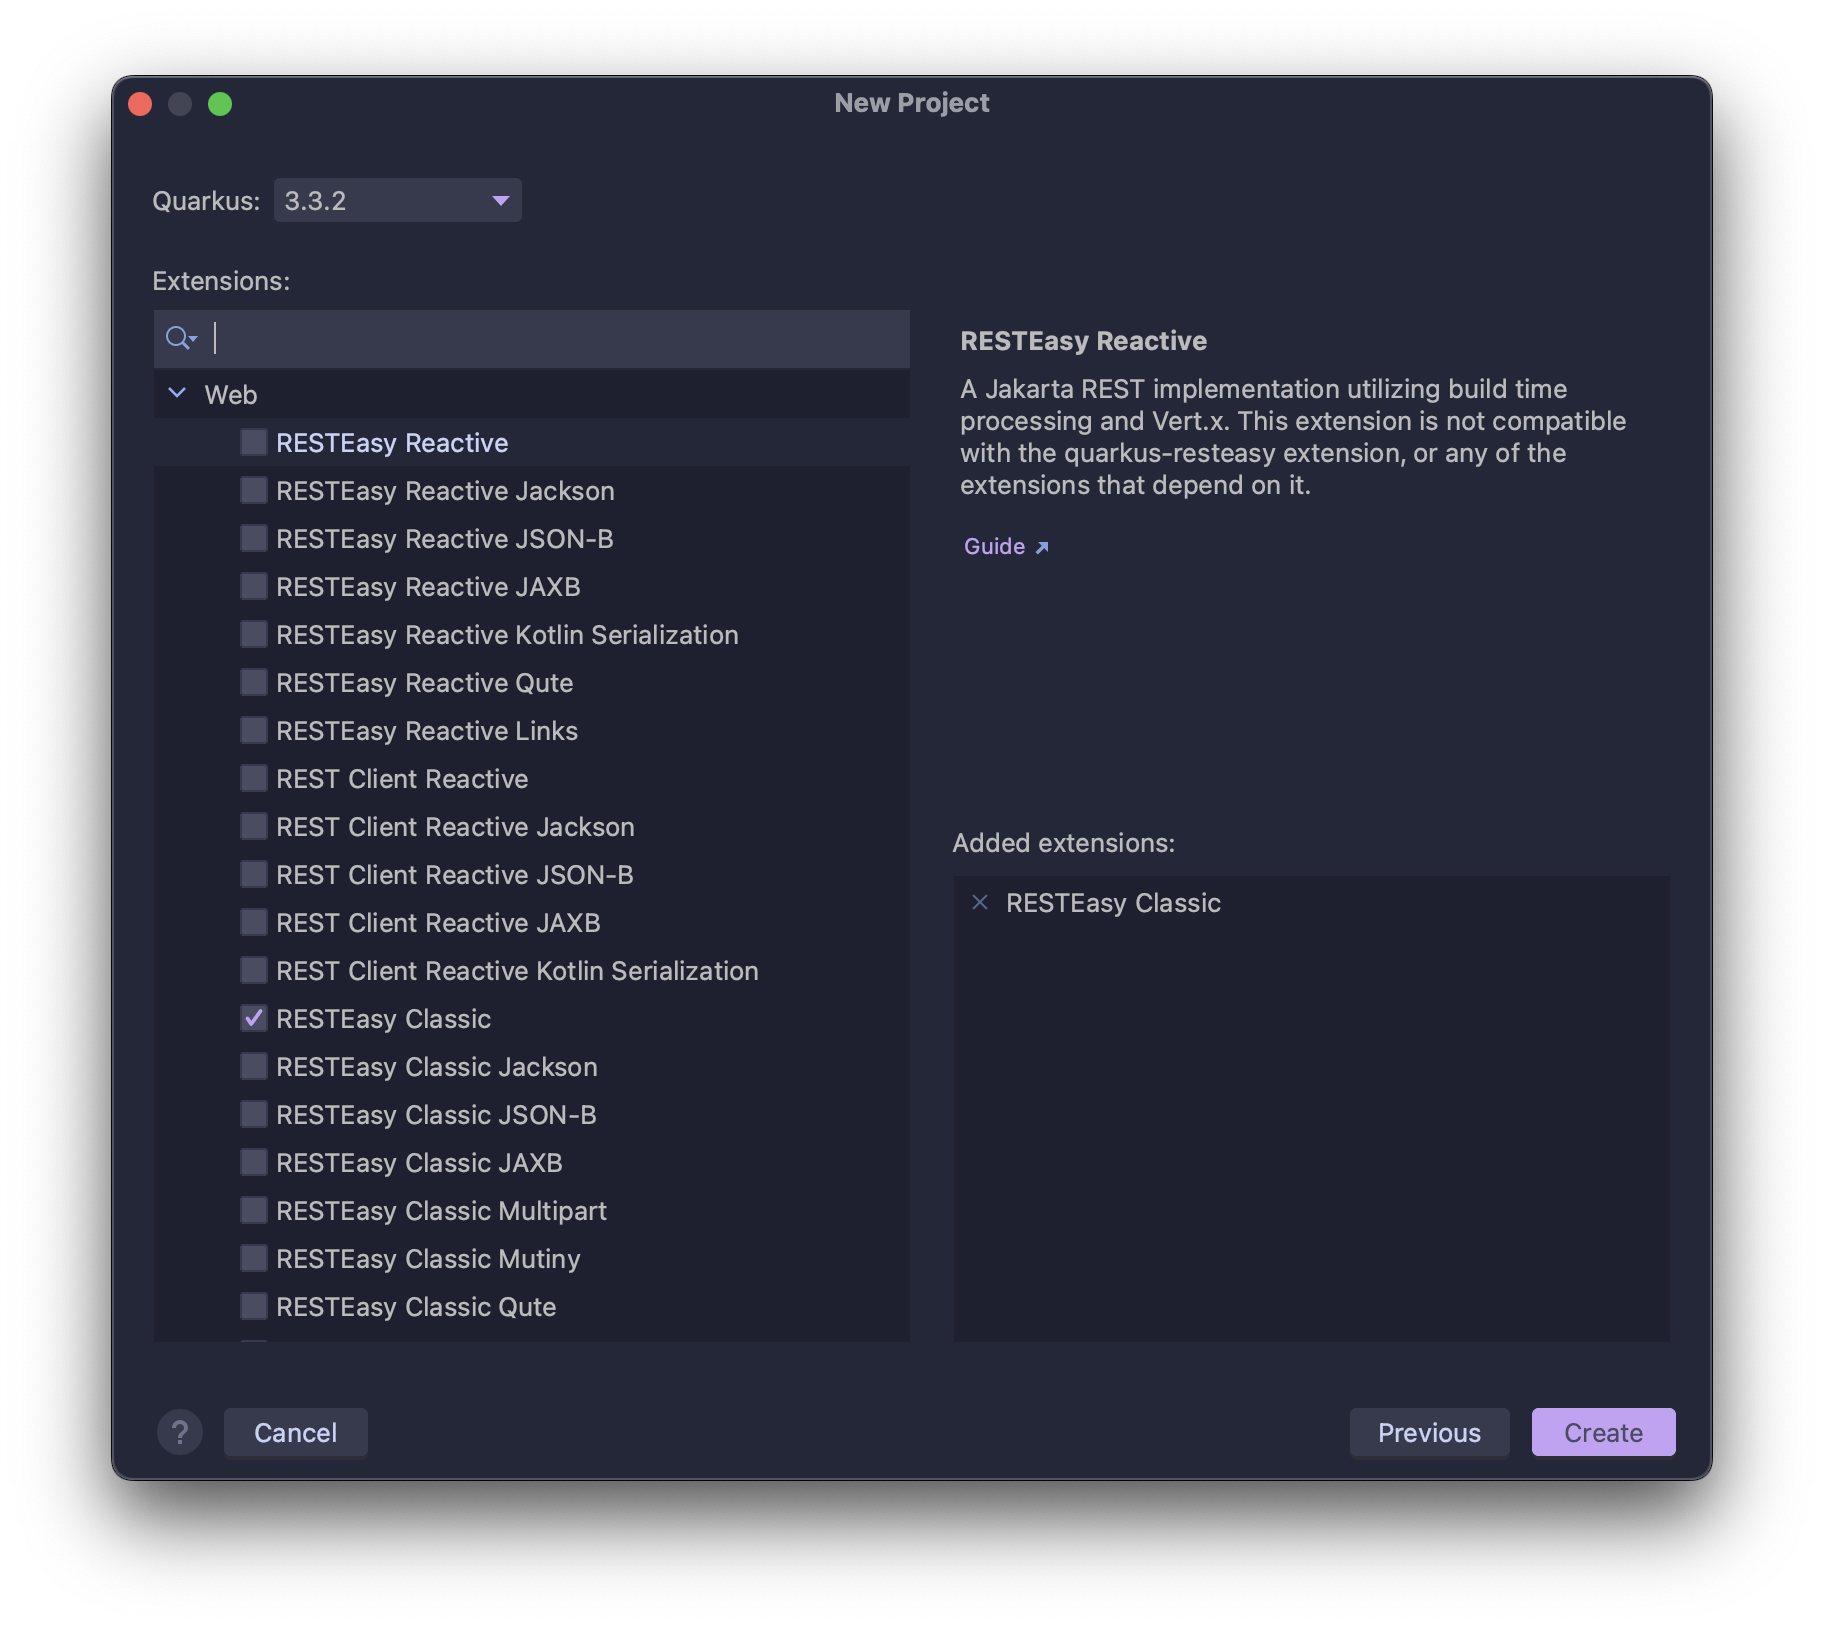 New Project
Quarkus: 3.3.2
Extensions:
Web
RESTEasy Reactive
RESTEasy Reactive Jackson
RESTEasy Reactive JSON-B
RESTEasy Reactive JAXB
RESTEasy Reactive Kotlin Serialization
RESTEasy Reactive Qute
RESTEasy Reactive Links
REST Client Reactive
REST Client Reactive Jackson
REST Client Reactive JSON-B
REST Client Reactive JAXB
REST Client Reactive Kotlin Serialization
RESTEasy Classic
RESTEasy Classic Jackson
RESTEasy Classic JSON-B
RESTEasy Classic JAXB
RESTEasy Classic Multipart
RESTEasy Classic Mutiny
RESTEasy Classic Qute
RESTEasy Reactive
A Jakarta REST implementation utilizing build time
processing and Vert.x. This extension is not compatible
with the quarkus-resteasy extension, or any of the
extensions that depend on it.
Guide
Added extensions:
RESTEasy Classic
?
Cancel
Previous
Create